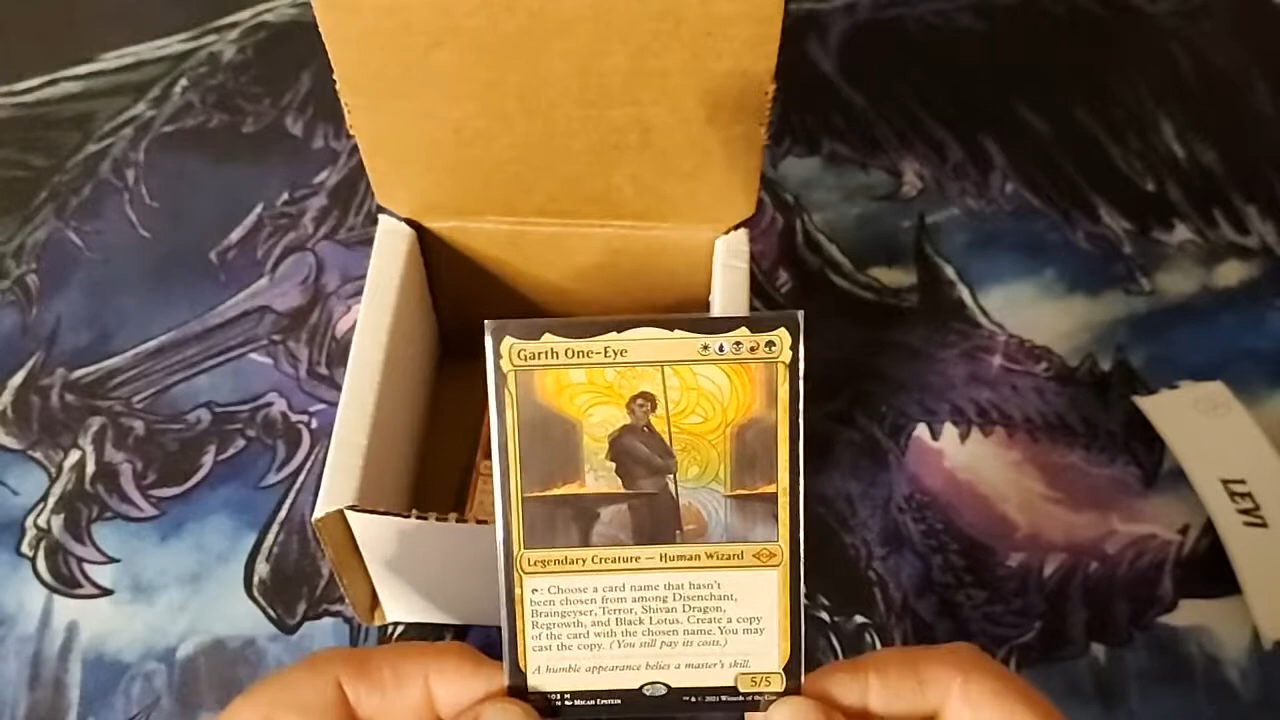 Garth One-Eye
Legendary Creature — Human Wizard
: Choose a card name that hasn't
been chosen from among Disenchant,
Braingeyser, Terror, Shivan Dragon,
Regrowth, and Black Lotus. Create a copy
of the card with the chosen name. You may
cast the copy. (You still pay its costs.)
A humble appearance belies a master's skill.
5/5
M
Micah Epstein
™ & © 2021 Wizards of the
LEVI